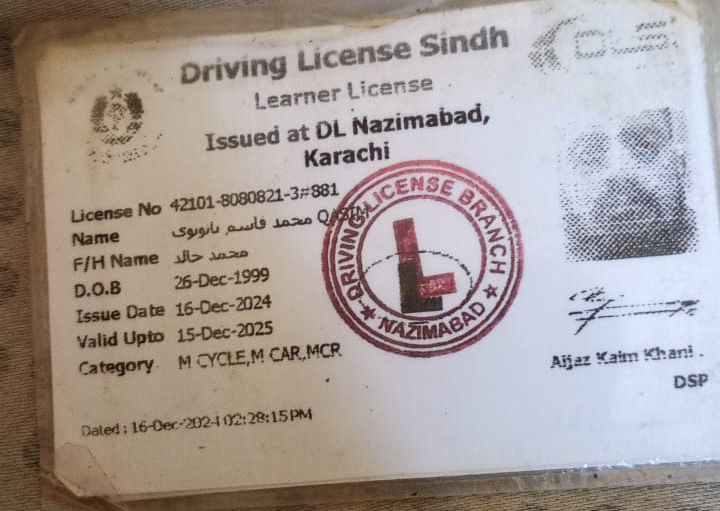 Driving License Sindh
Learner License
Issued at DL Nazimabad,
Karachi
License No 42101-8080821-3#881
Name محمد قاسم QASIM
F/H Name محمد خالد
D.O.B 26-Dec-1999
Issue Date 16-Dec-2024
Valid Upto 15-Dec-2025
Category M CYCLE,M CAR,MCR
Dated : 16-Dec-2024 02:28:15 PM
DRIVING LICENSE BRANCH
L
NAZIMABAD
Aijaz Kaim Khani .
DSP